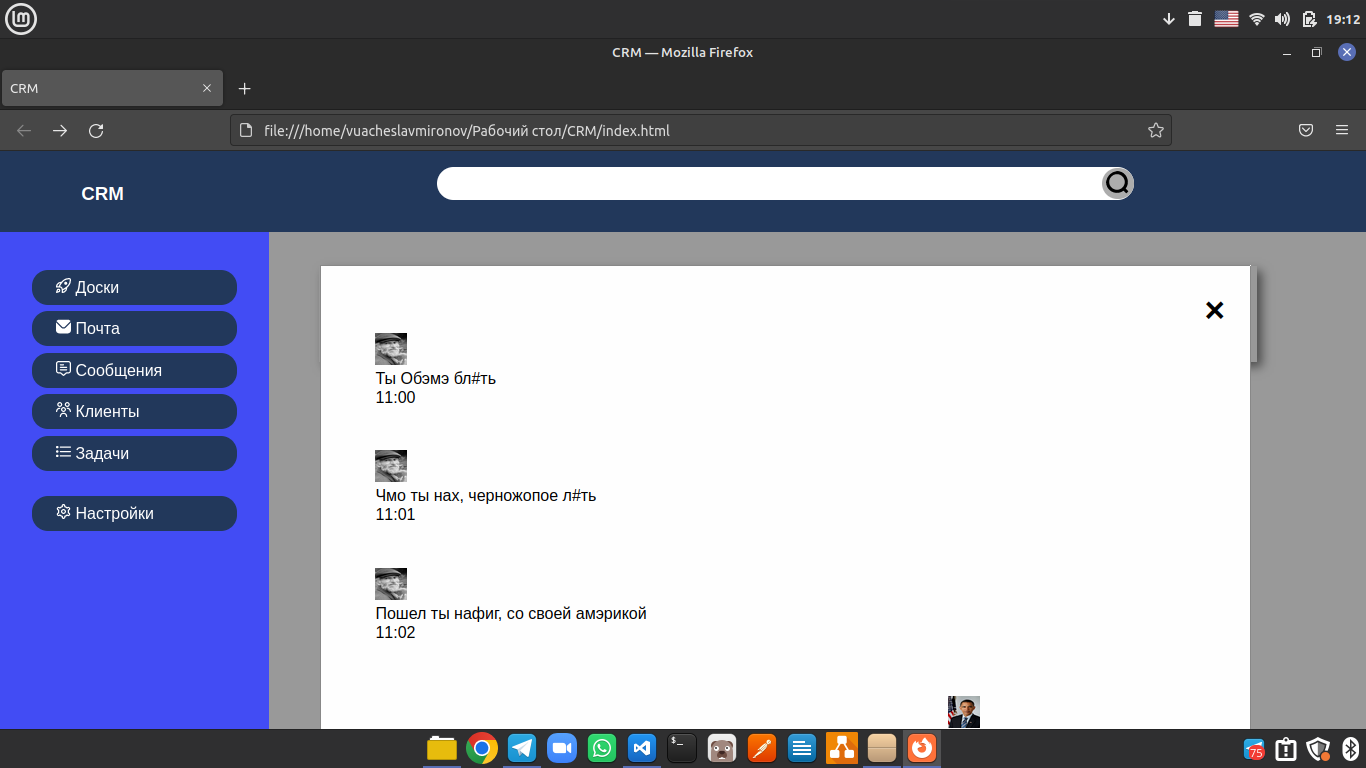 19:12
CRM — Mozilla Firefox
CRM
file:///home/vuacheslavmironov/Рабочий стол/CRM/index.html
CRM
Доски
Почта
Сообщения
Клиенты
Задачи
Настройки
Ты Обэмэ бл#ть
11:00
Чмо ты нах, черножопое л#ть
11:01
Пошел ты нафиг, со своей амэрикой
11:02
$_
75